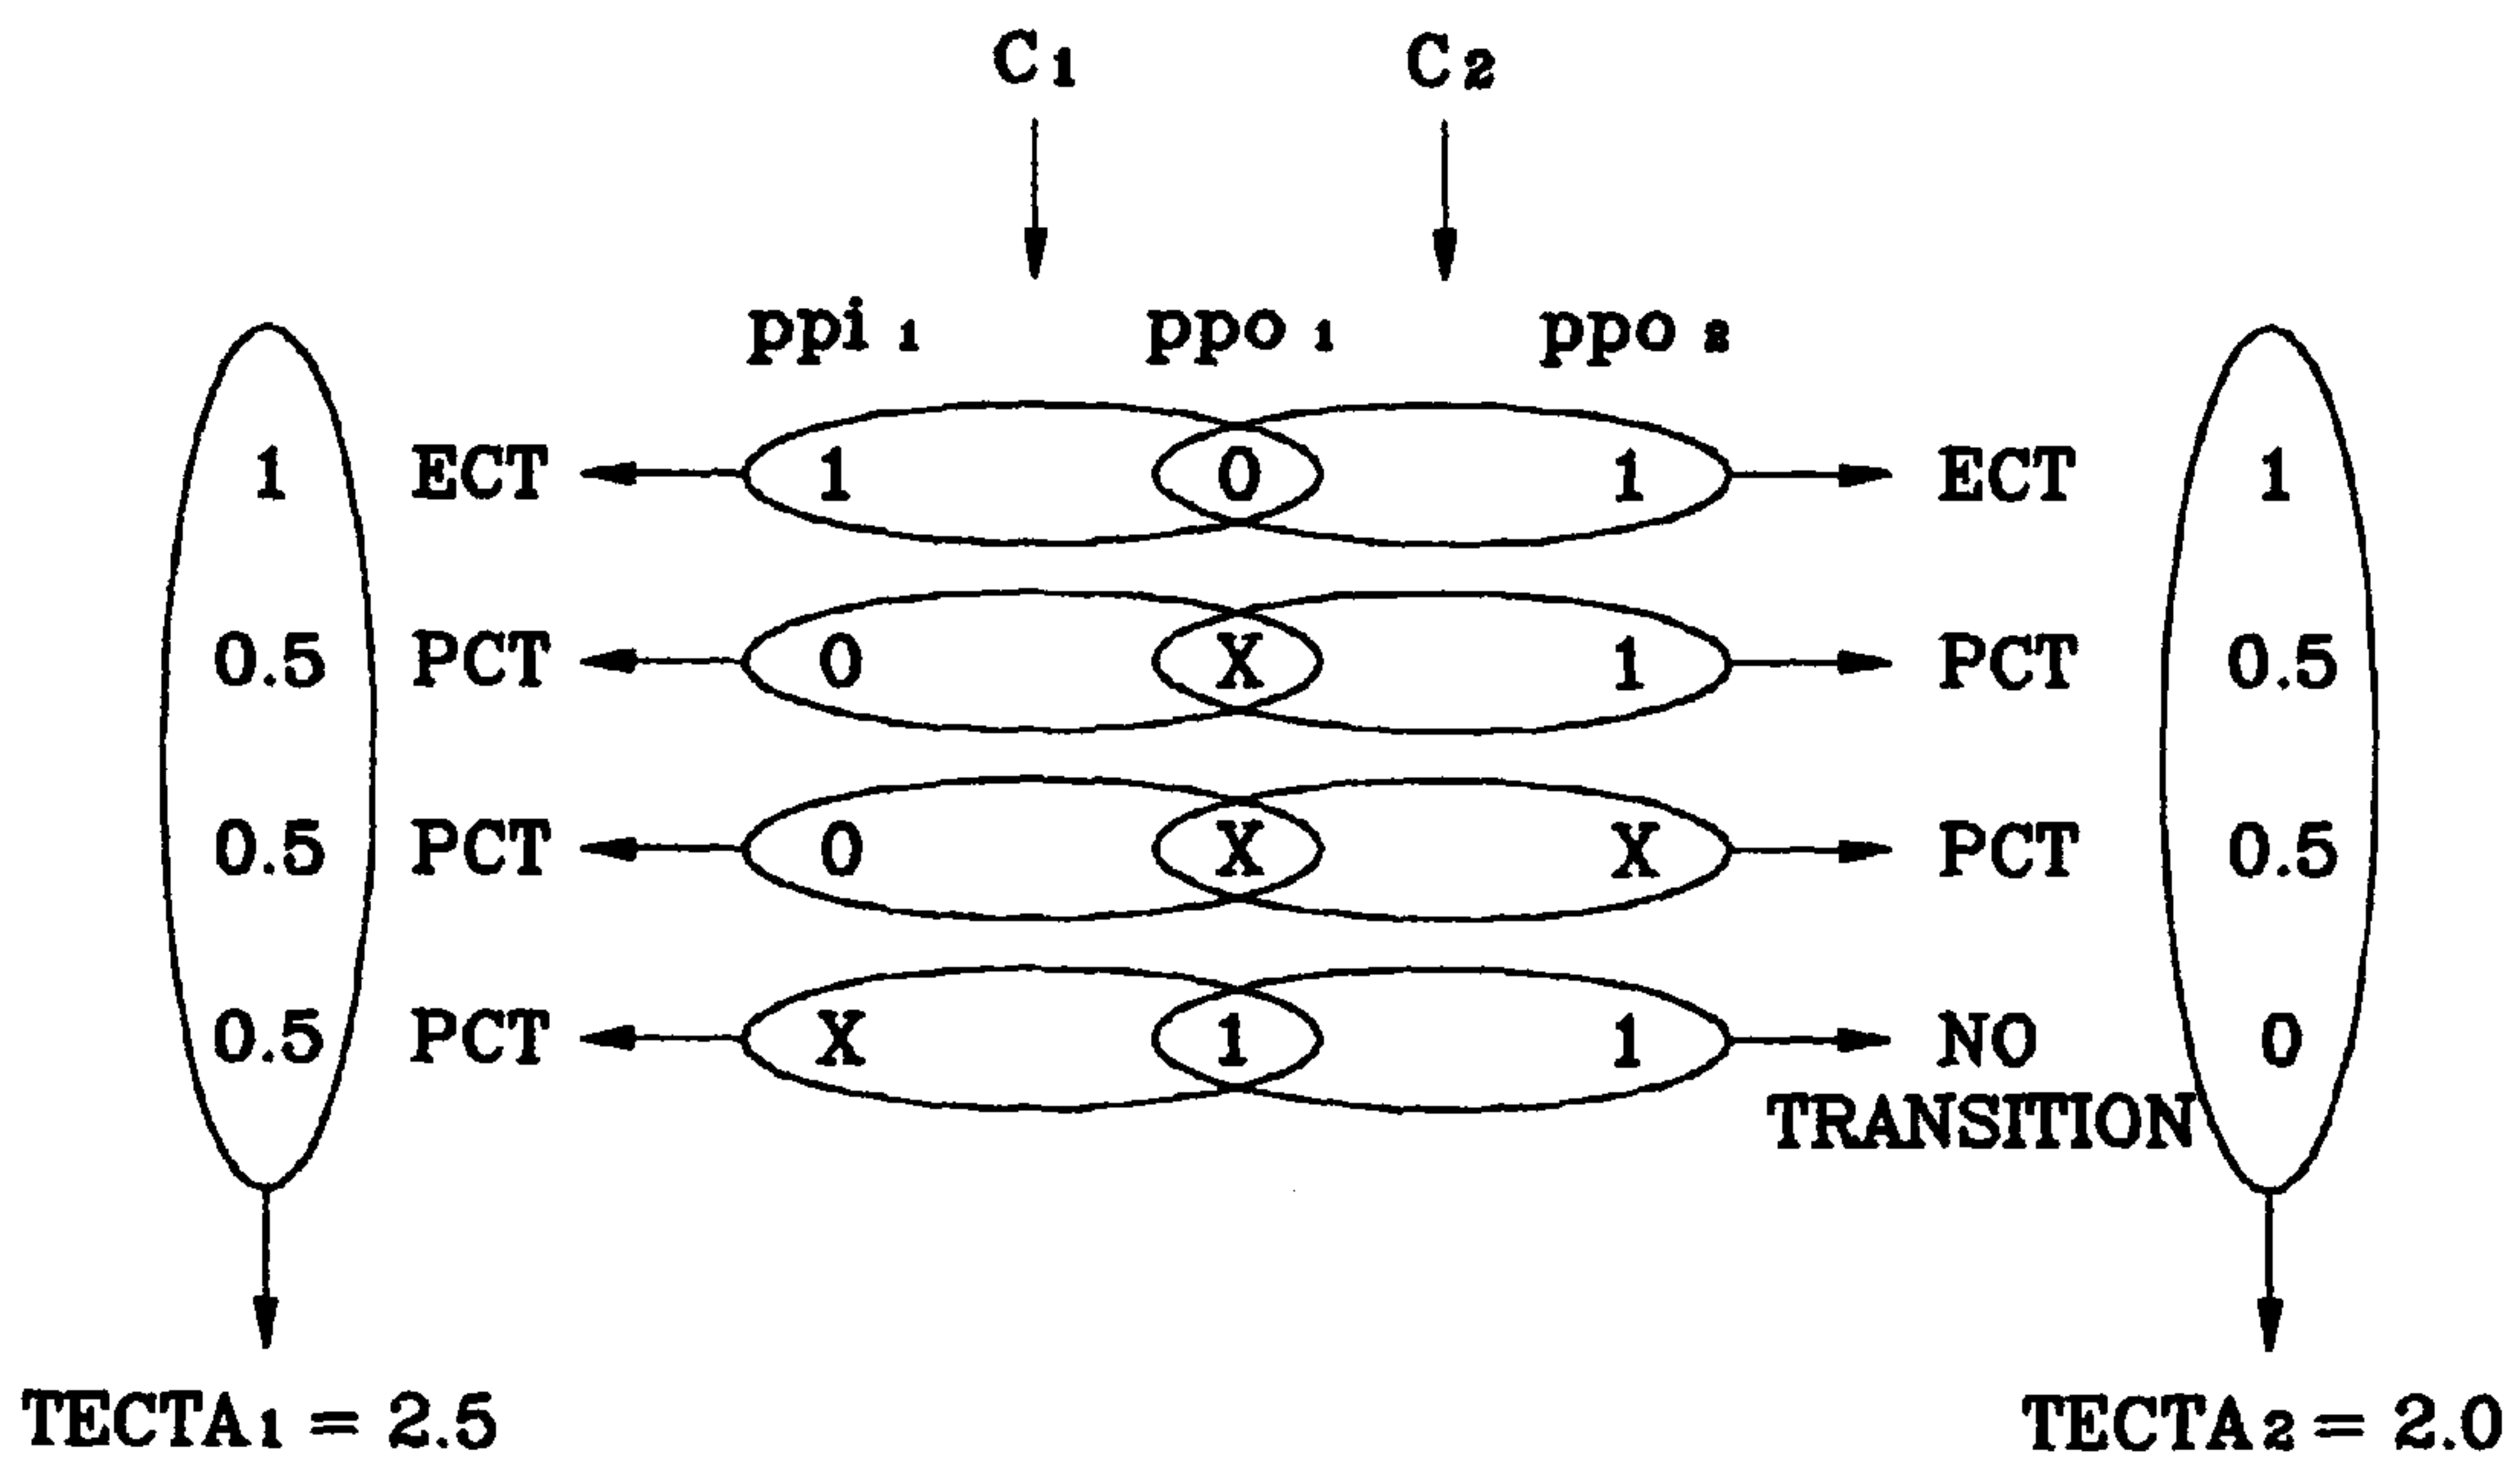 C1 C2
ppi 1 ppo 1 ppo 2
1 ECT 1 0 1 ECT 1
0.5 PCT 0 X 1 PCT 0.5
0.5 PCT 0 X X PCT 0.5
0.5 PCT X 1 1 NO 0
TRANSITION
TECTA1 = 2.5 TECTA2 = 2.0